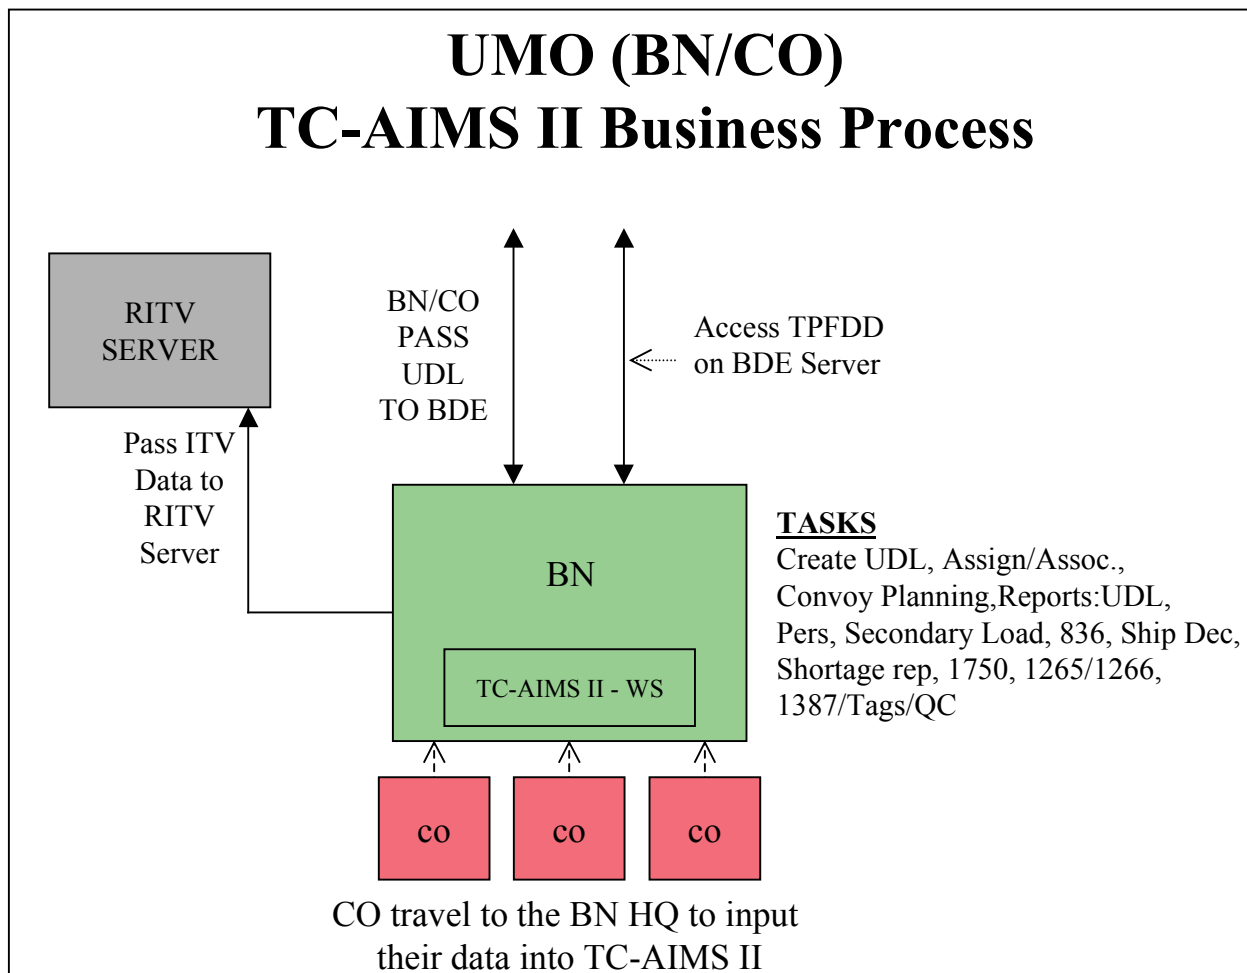 UMO (BN/CO)
TC-AIMS II Business Process
RITV
SERVER
BN/CO
PASS
UDL
TO BDE
Access TPFDD
on BDE Server
Pass ITV
Data to
RITV
Server
BN
TC-AIMS II - WS
TASKS
Create UDL, Assign/Assoc.,
Convoy Planning,Reports:UDL,
Pers, Secondary Load, 836, Ship Dec,
Shortage rep, 1750, 1265/1266,
1387/Tags/QC
co
co
co
CO travel to the BN HQ to input
their data into TC-AIMS II